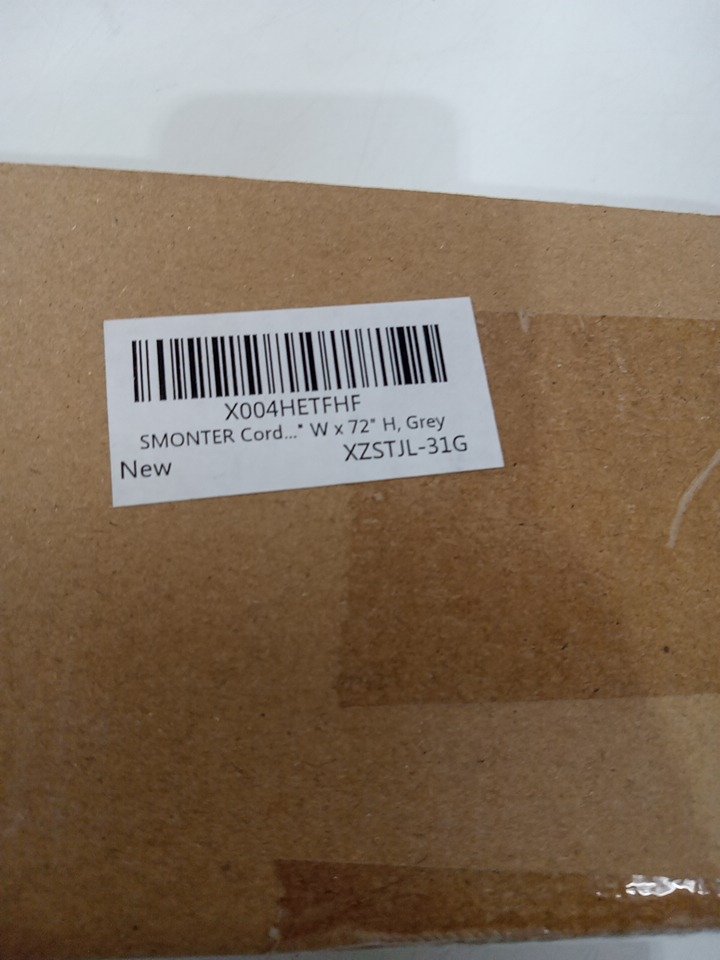 X004HETFHF
SMONTER Cord..." W x 72" H, Grey
New
XZSTJL-31G